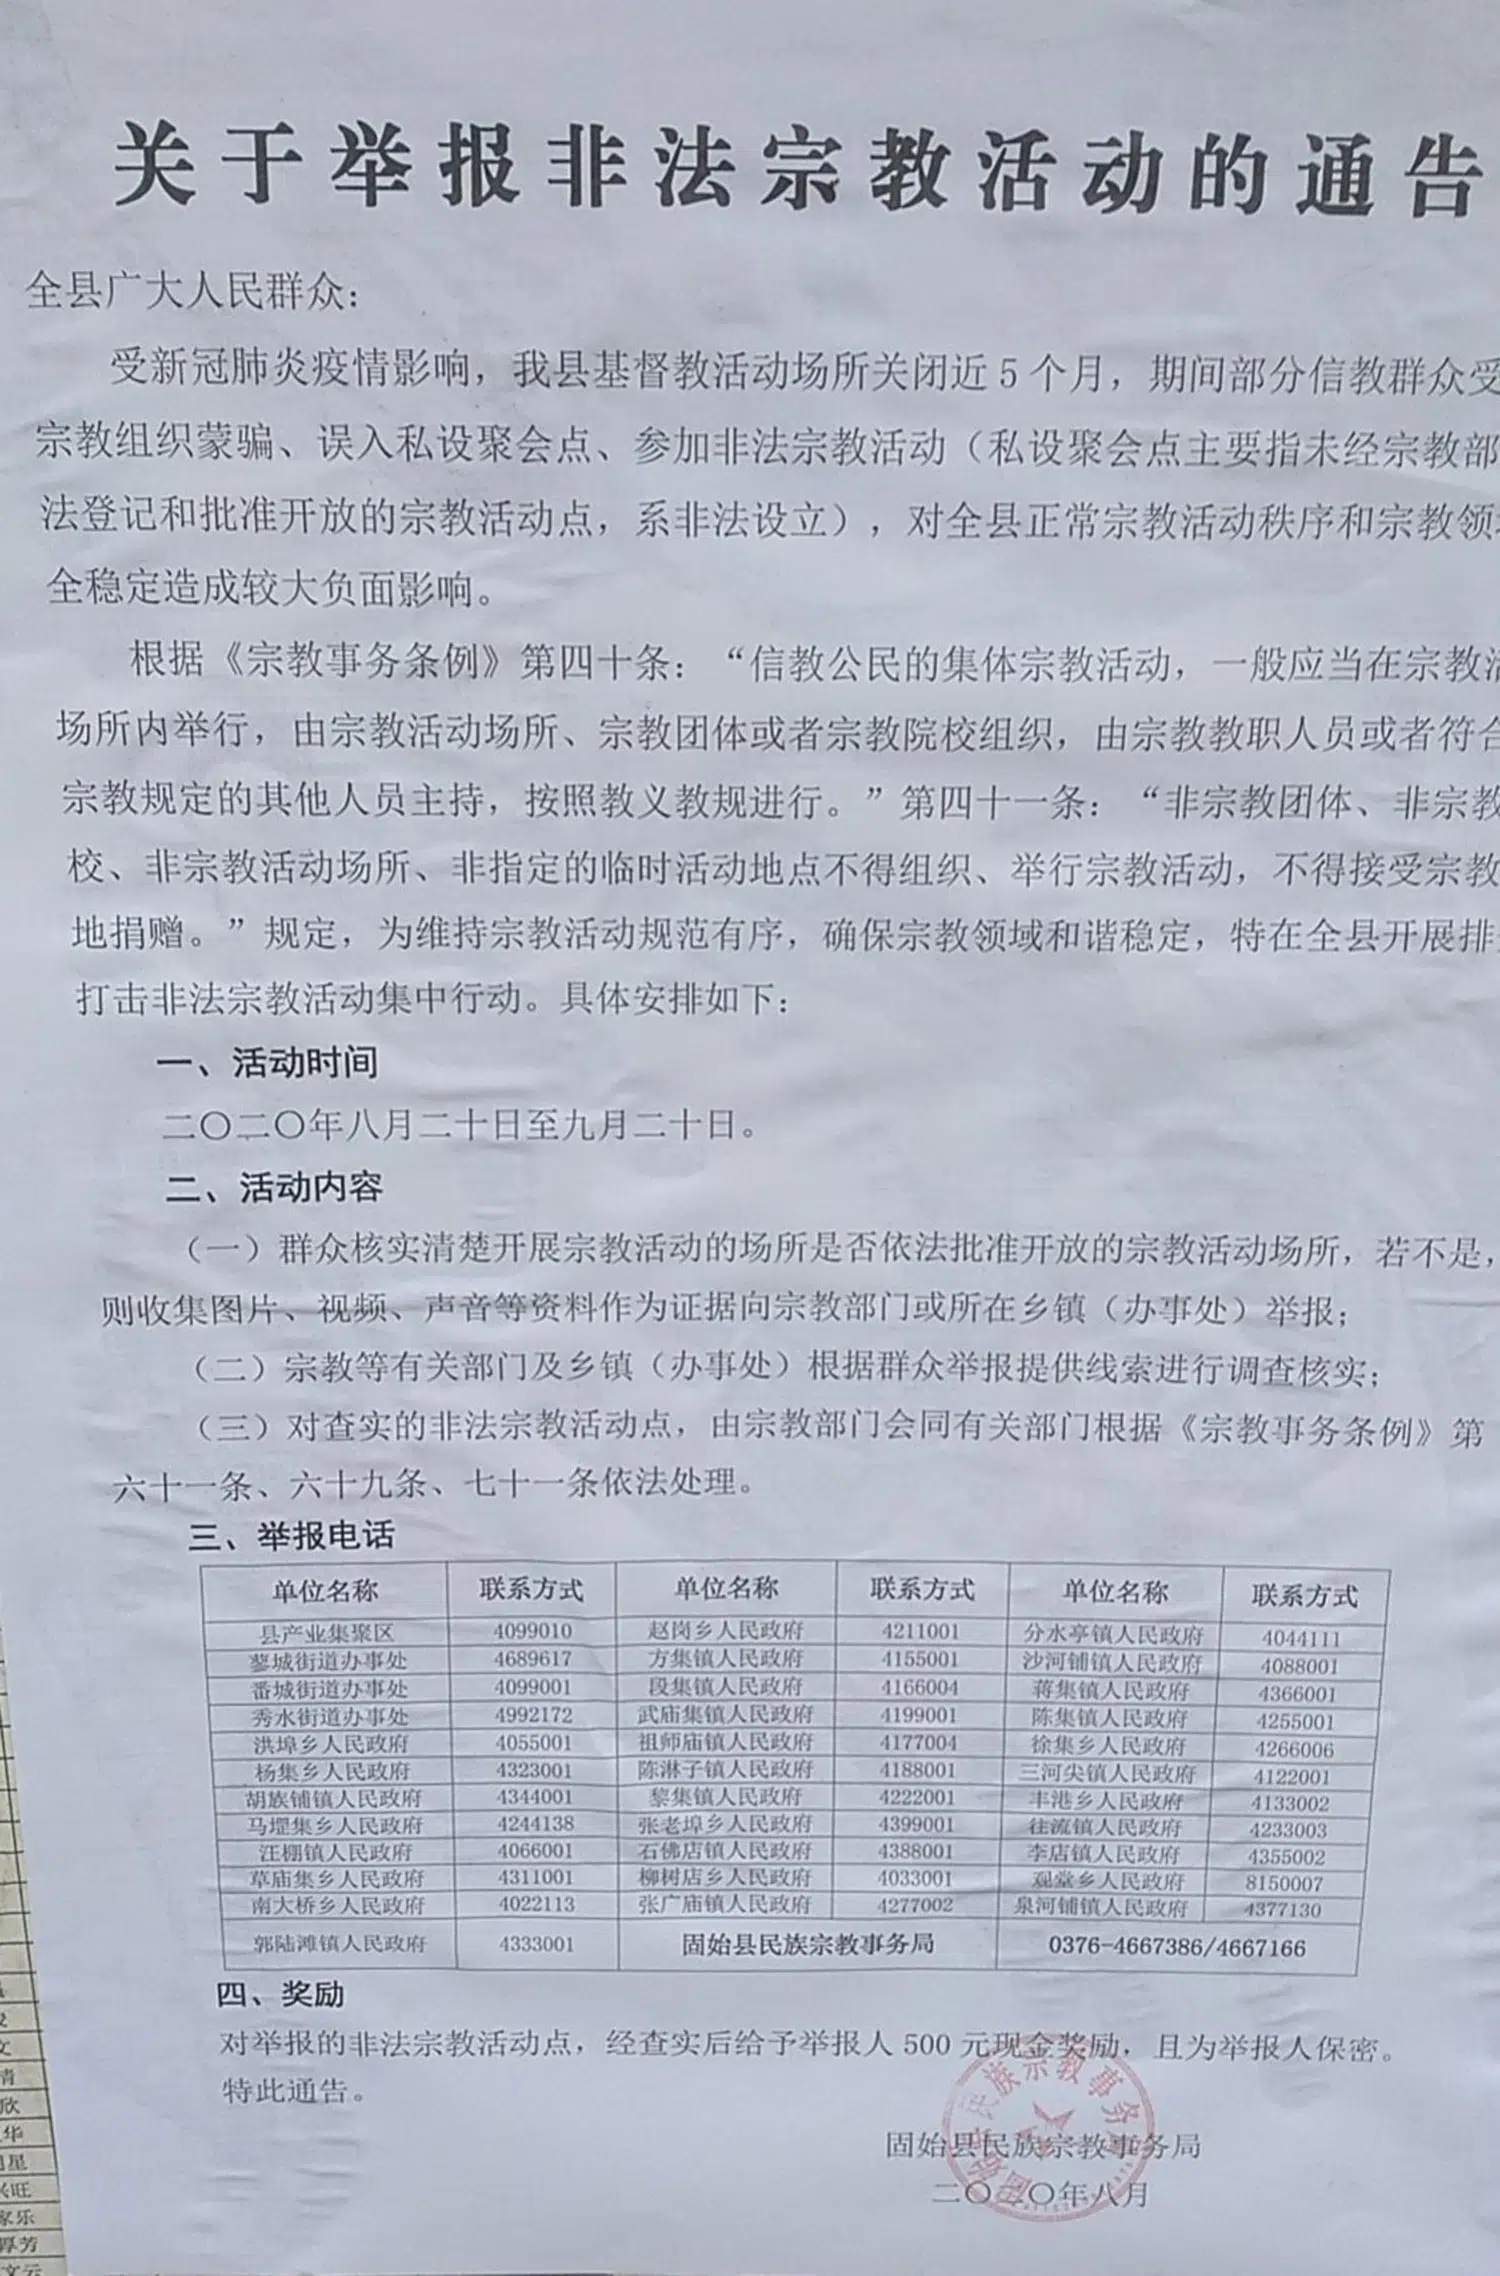 关于举报非法宗教活动的通告
全县广大人民群众：
受新冠肺炎疫情影响，我县基督教活动场所关闭近5个月，期间部分信教群众受
宗教组织蒙骗、误入私设聚会点、参加非法宗教活动（私设聚会点主要指未经宗教部
法登记和批准开放的宗教活动点，系非法设立），对全县正常宗教活动秩序和宗教领
全稳定造成较大负面影响。
根据《宗教事务条例》第四十条：“信教公民的集体宗教活动，一般应当在宗教活
场所内举行，由宗教活动场所、宗教团体或者宗教院校组织，由宗教教职人员或者符合
宗教规定的其他人员主持，按照教义教规进行。”第四十一条：“非宗教团体、非宗教
校、非宗教活动场所、非指定的临时活动地点不得组织、举行宗教活动，不得接受宗教
地捐赠。”规定，为维持宗教活动规范有序，确保宗教领域和谐稳定，特在全县开展排
打击非法宗教活动集中行动。具体安排如下：
一、活动时间
二〇二〇年八月二十日至九月二十日。
二、活动内容
（一）群众核实清楚开展宗教活动的场所是否依法批准开放的宗教活动场所，若不是，
则收集图片、视频、声音等资料作为证据向宗教部门或所在乡镇（办事处）举报；
（二）宗教等有关部门及乡镇（办事处）根据群众举报提供线索进行调查核实；
（三）对查实的非法宗教活动点，由宗教部门会同有关部门根据《宗教事务条例》第
六十一条、六十九条、七十一条依法处理。
三、举报电话
单位名称 联系方式 单位名称 联系方式 单位名称 联系方式
县产业集聚区 4099010 赵岗乡人民政府 4211001 分水亭镇人民政府 4044111
蓼城街道办事处 4689617 方集镇人民政府 4155001 沙河铺镇人民政府 4088001
番城街道办事处 4099001 段集镇人民政府 4166004 蒋集镇人民政府 4366001
秀水街道办事处 4992172 武庙集镇人民政府 4199001 陈集镇人民政府 4255001
洪埠乡人民政府 4055001 祖师庙镇人民政府 4177004 徐集乡人民政府 4266006
杨集乡人民政府 4323001 陈淋子镇人民政府 4188001 三河尖镇人民政府 4122001
胡族铺镇人民政府 4344001 黎集镇人民政府 4222001 丰港乡人民政府 4133002
马堽集乡人民政府 4244138 张老埠乡人民政府 4399001 往流镇人民政府 4233003
汪棚镇人民政府 4066001 石佛店镇人民政府 4388001 李店镇人民政府 4355002
草庙集乡人民政府 4311001 柳树店乡人民政府 4033001 观堂乡人民政府 8150007
南大桥乡人民政府 4022113 张广庙镇人民政府 4277002 泉河铺镇人民政府 4377130
郭陆滩镇人民政府 4333001 固始县民族宗教事务局 0376-4667386/4667166
四、奖励
对举报的非法宗教活动点，经查实后给予举报人500元现金奖励，且为举报人保密。
特此通告。
固始县民族宗教事务局
二〇二〇年八月
文
清
欣
华
星
旺
家乐
厚芳
文云